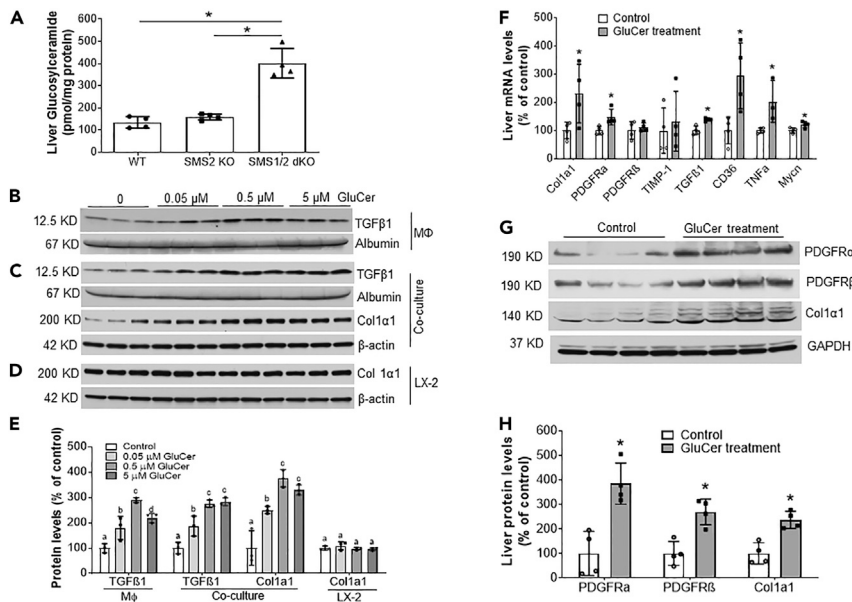 A
Liver Glucosylceramide
(pmol/mg protein)
600
500
400
300
200
100
0
*
*
WT
SMS2 KO
SMS1/2 dKO
B
0
0.05 µM
0.5 µM
5 µM
GluCer
12.5 KD
TGFβ1
67 KD
Albumin
MΦ
C
12.5 KD
TGFβ1
67 KD
Albumin
200 KD
Col1α1
42 KD
β-actin
Co-culture
D
200 KD
Col 1α1
42 KD
β-actin
LX-2
E
Protein levels (% of control)
500
400
300
200
100
0
Control
0.05 µM GluCer
0.5 µM GluCer
5 µM GluCer
a
b
c
d
a
b
c
c
a
b
c
c
a
a
a
a
TGFß1
TGFß1
Col1a1
Col1a1
MΦ
Co-culture
LX-2
F
Liver mRNA levels
(% of control)
500
400
300
200
100
0
Control
GluCer treatment
*
*
*
*
*
*
Col1a1
PDGFRa
PDGFRß
TIMP-1
TGFß1
CD36
TNFa
Mycn
G
Control
GluCer treatment
190 KD
PDGFRα
190 KD
PDGFRβ
140 KD
Col1α1
37 KD
GAPDH
H
Liver protein levels
(% of control)
600
500
400
300
200
100
0
Control
GluCer treatment
*
*
*
PDGFRa
PDGFRß
Col1a1